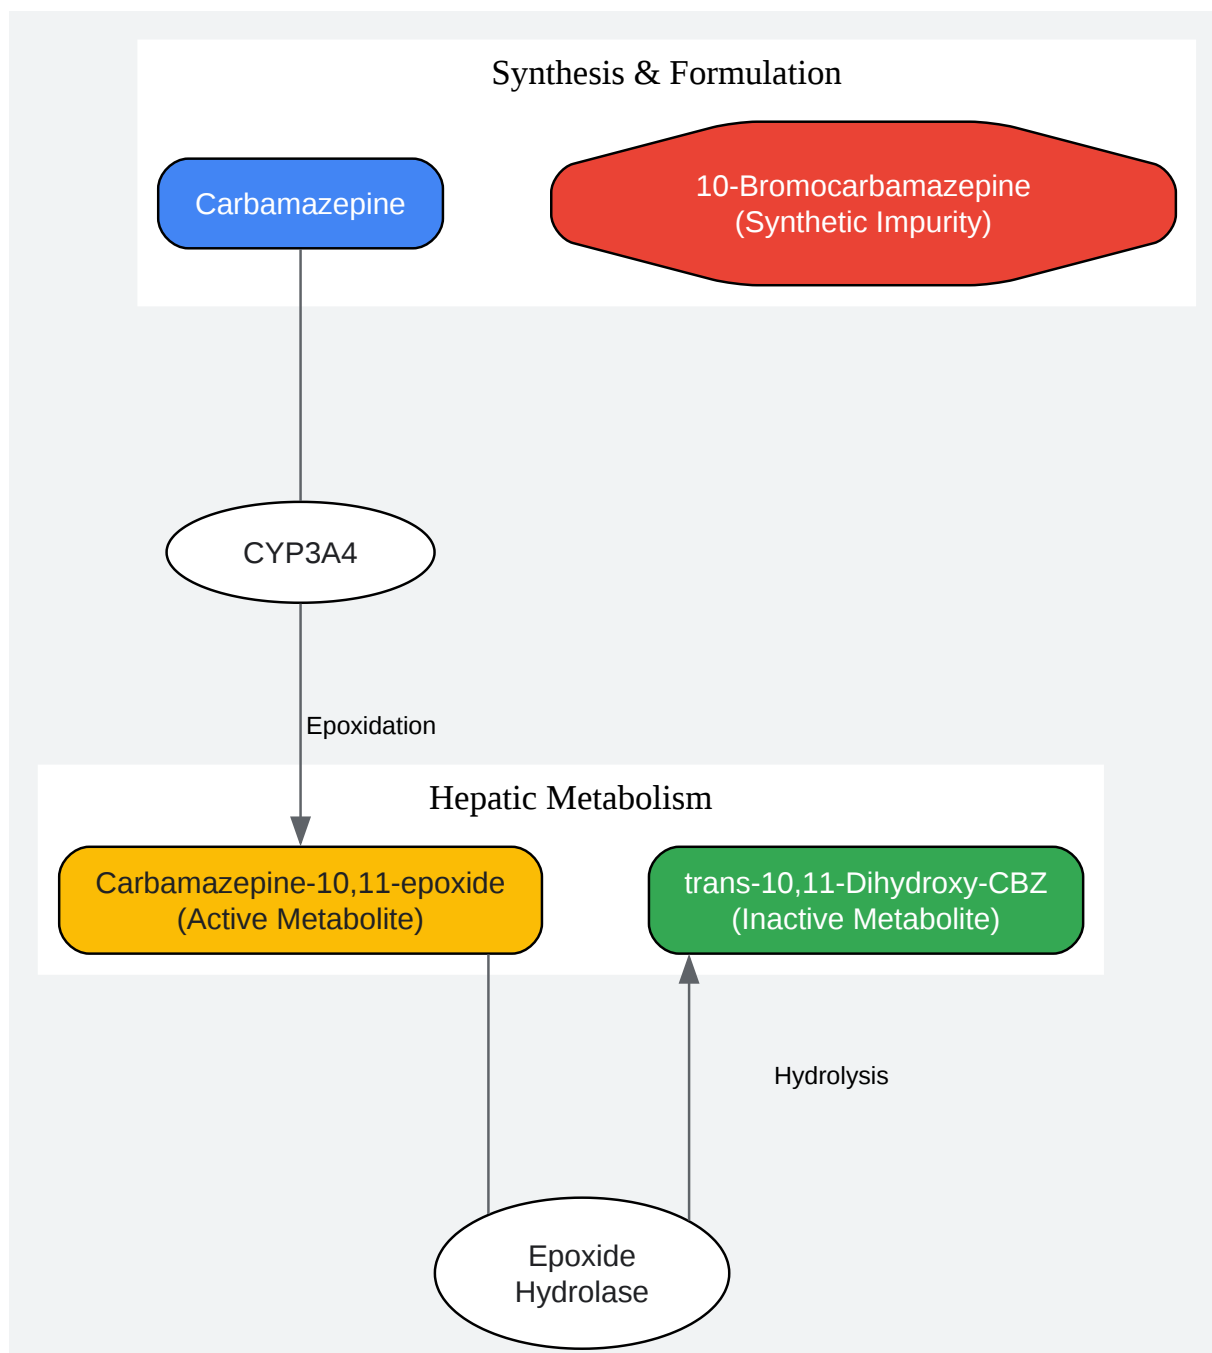 Synthesis & Formulation
Carbamazepine
10-Bromocarbamazepine
(Synthetic Impurity)
CYP3A4
Epoxidation
Hepatic Metabolism
Carbamazepine-10,11-epoxide
(Active Metabolite)
trans-10,11-Dihydroxy-CBZ
(Inactive Metabolite)
Hydrolysis
Epoxide
Hydrolase